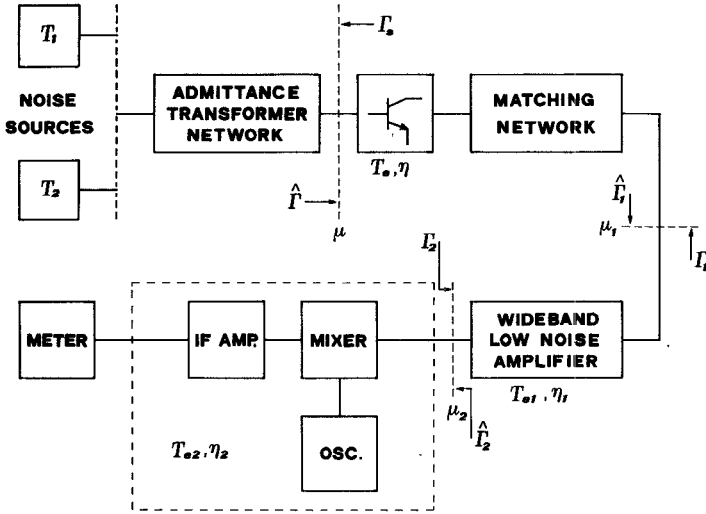 T₁
NOISE
SOURCES
T₂
ADMITTANCE
TRANSFORMER
NETWORK
Γₛ
Γ̂
μ
Tₑ, η
MATCHING
NETWORK
Γ̂₁
μ₁
Γ₁
Γ₂
METER
IF AMP.
MIXER
WIDEBAND
LOW NOISE
AMPLIFIER
Tₑ₁, η₁
μ₂
Γ̂₂
Tₑ₂, η₂
OSC.